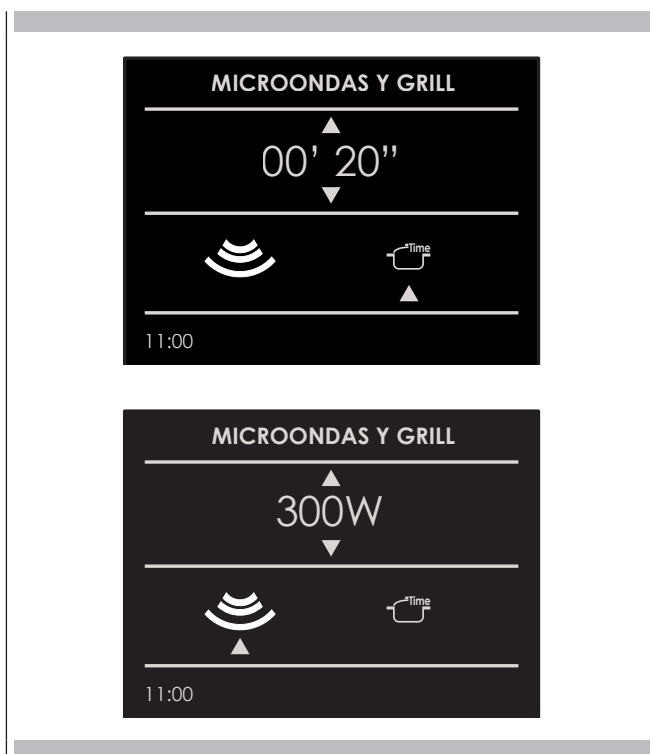 MICROONDAS Y GRILL
00’ 20”
Time
11:00
MICROONDAS Y GRILL
300W
Time
11:00